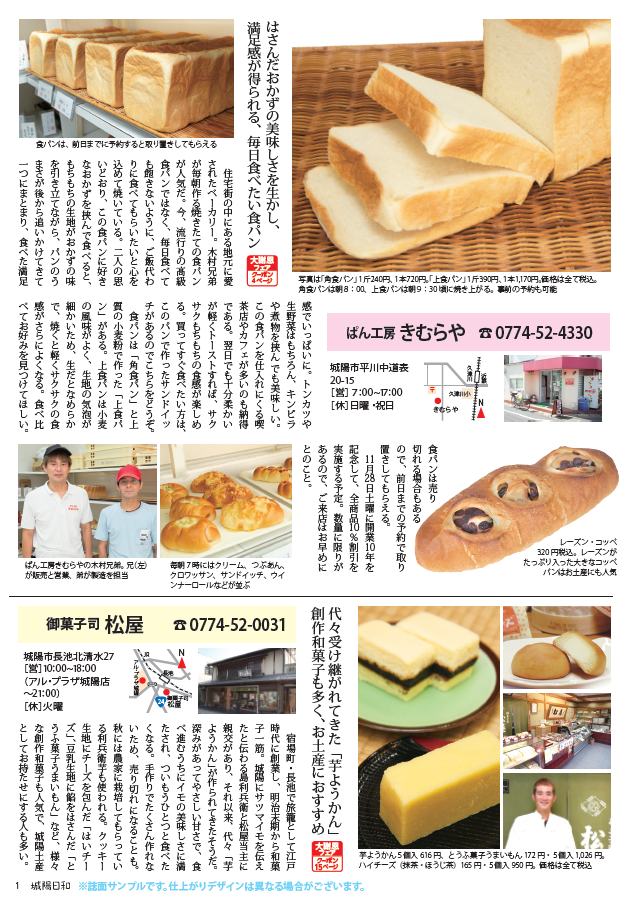 はさんだおかずの美味しさを生かし、
満足感が得られる、毎日食べたい食パン
食パンは、前日までに予約すると取り置きしてもらえる
写真は「角食パン」1斤240円、1本720円。「上食パン」1斤390円、1本1,170円。価格は全て税込。
角食パンは朝8:00、上食パンは朝9:30頃に焼き上がる。事前の予約も可能
住宅街の中にある地元に愛
されたベーカリー。木村兄弟
が毎朝作る焼きたての食パン
が人気だ。今、流行りの高級
食パンではなく、毎日食べて
も飽きないように、ご飯代わ
りに食べてもらいたいと心を
込めて焼いている。二人の思
いどおり、この食パンに好き
なおかずを挟んで食べると、
もちもちの生地がおかずの味
を引き立てながら、パンのう
まさが後から追いかけてきて
一つにまとまり、食べた満足
大謝恩
フェア
クーポン
4ページ
感でいっぱいに。トンカツや
生野菜はもちろん、キンピラ
や煮物を挟んでも美味しい。
この食パンを仕入れにくる喫
茶店やカフェが多いのも納得
である。翌日でも十分柔かい
が軽くトーストすれば、サク
サクもちもちの食感が楽しめ
る。買ってすぐ食べたい方は、
このパンで作ったサンドイッ
チがあるのでこちらをどうぞ。
食パンは「角食パン」と上
質の小麦粉で作った「上食パ
ン」がある。上食パンは小麦
の風味がよく、生地の気泡が
細かいため、生だとなめらか
で、焼くと軽くサクサクの食
感がさらによくなる。食べ比
べてお好みを見つけてほしい。
ぱん工房 きむらや ☎0774-52-4330
城陽市平川中道表
20-15
[営] 7:00~17:00
[休]日曜・祝日
久津川
久津川小
きむらや
N
食パンは売り
切れる場合もある
ので、前日までの予約で取り
置きしてもらえる。
11月28日土曜に開業10年を
記念して、全商品10%割引を
実施する予定。数量に限りが
あるので、ご来店はお早めに
とのこと。
ぱん工房きむらやの木村兄弟。兄(左)
が販売と営業、弟が製造を担当
毎朝7時にはクリーム、つぶあん、
クロワッサン、サンドイッチ、ウイ
ンナーロールなどが並ぶ
レーズン・コッペ
320円税込。レーズンが
たっぷり入った大きなコッペ
パンはお土産にも人気
御菓子司 松屋 ☎0774-52-0031
城陽市長池北清水27
[営]10:00~18:00
(アル・プラザ城陽店
~21:00)
[休]火曜
N
長池
24
御菓子司
松屋
代々受け継がれてきた「芋ようかん」
創作和菓子も多く、お土産におすすめ
大謝恩
フェア
クーポン
15ページ
宿場町・長池で旅籠として江戸
時代に創業し、明治末期から和菓
子一筋。城陽にサツマイモを伝え
たと伝わる島利兵衛と松屋当主に
親交があり、それ以来、代々「芋
ようかん」が作られてきたそうだ。
深みがあってやさしい甘さで、食
べ進むうちにイモの美味しさに満
たされ、ついもうひとつと食べた
くなる。手作りでたくさん作れな
いため、売り切れになることも。
秋には農家に栽培してもらってい
る利兵衛芋も使われる。クッキー
生地にチーズを包んだ「はいチー
ズ」、豆乳生地に餡をはさんだ「と
うふ菓子うまいもん」など、様々
な創作和菓子も人気で、城陽土産
としてお持たせにする人も多い。
芋ようかん5個入616円、とうふ菓子うまいもん172円・5個入1,026円。
ハイチーズ(抹茶・ほうじ茶)165円・5個入950円。価格は全て税込
1 城陽日和 ※誌面サンプルです。仕上がりデザインは異なる場合がございます。